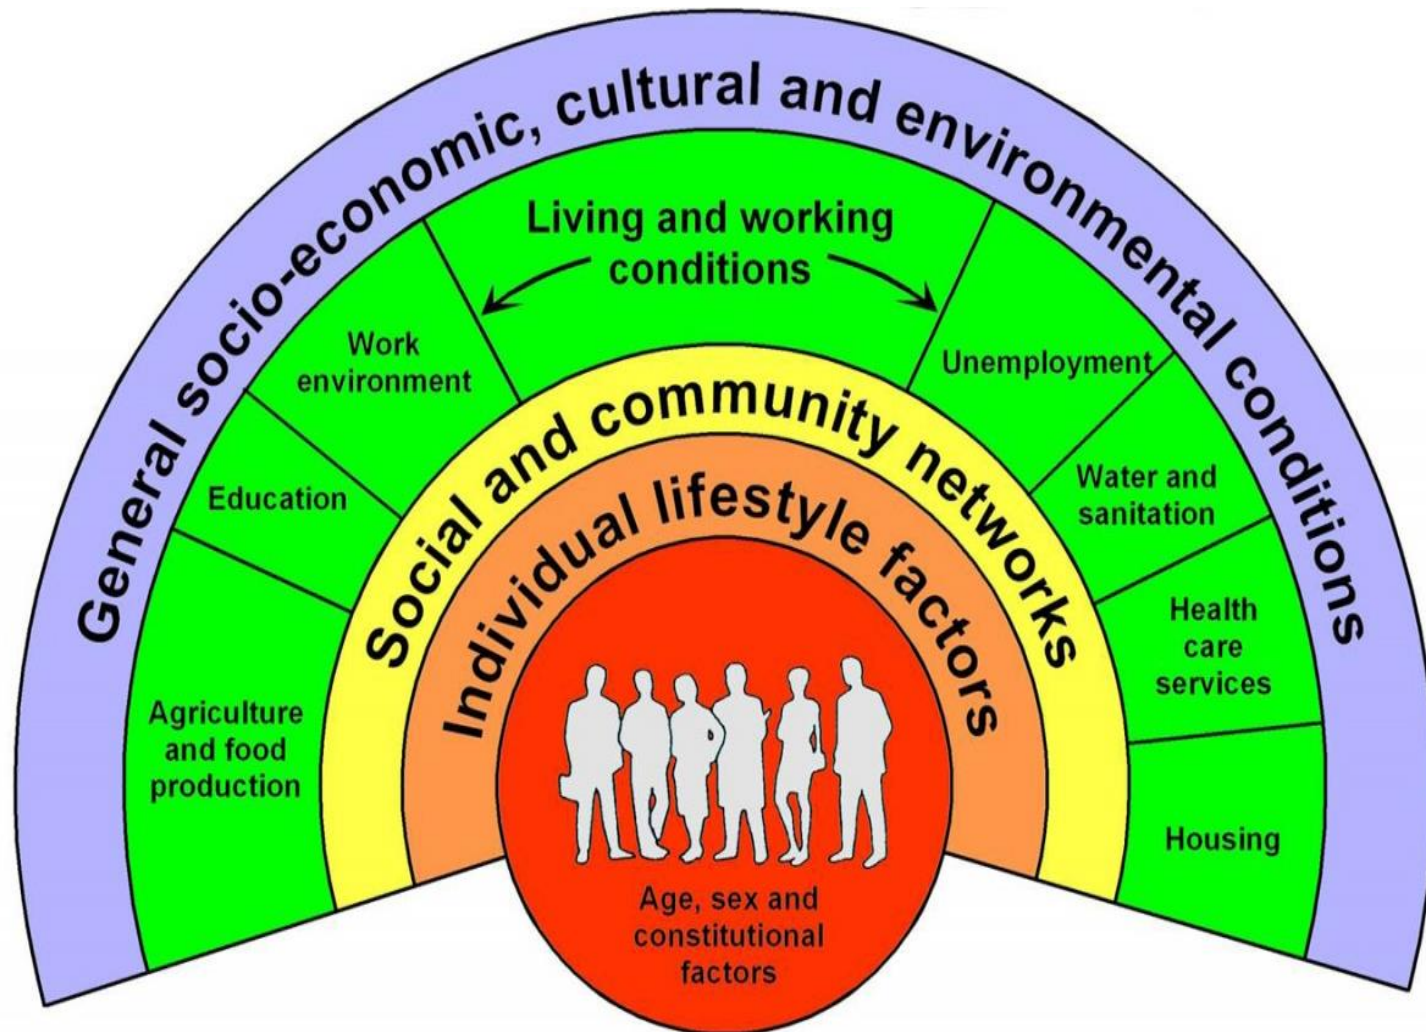 General socio-economic, cultural and environmental conditions
Living and working
conditions
Agriculture
and food
production
Education
Work
environment
Unemployment
Water and
sanitation
Health
care
services
Housing
Social and community networks
Individual lifestyle factors
Age, sex and
constitutional
factors